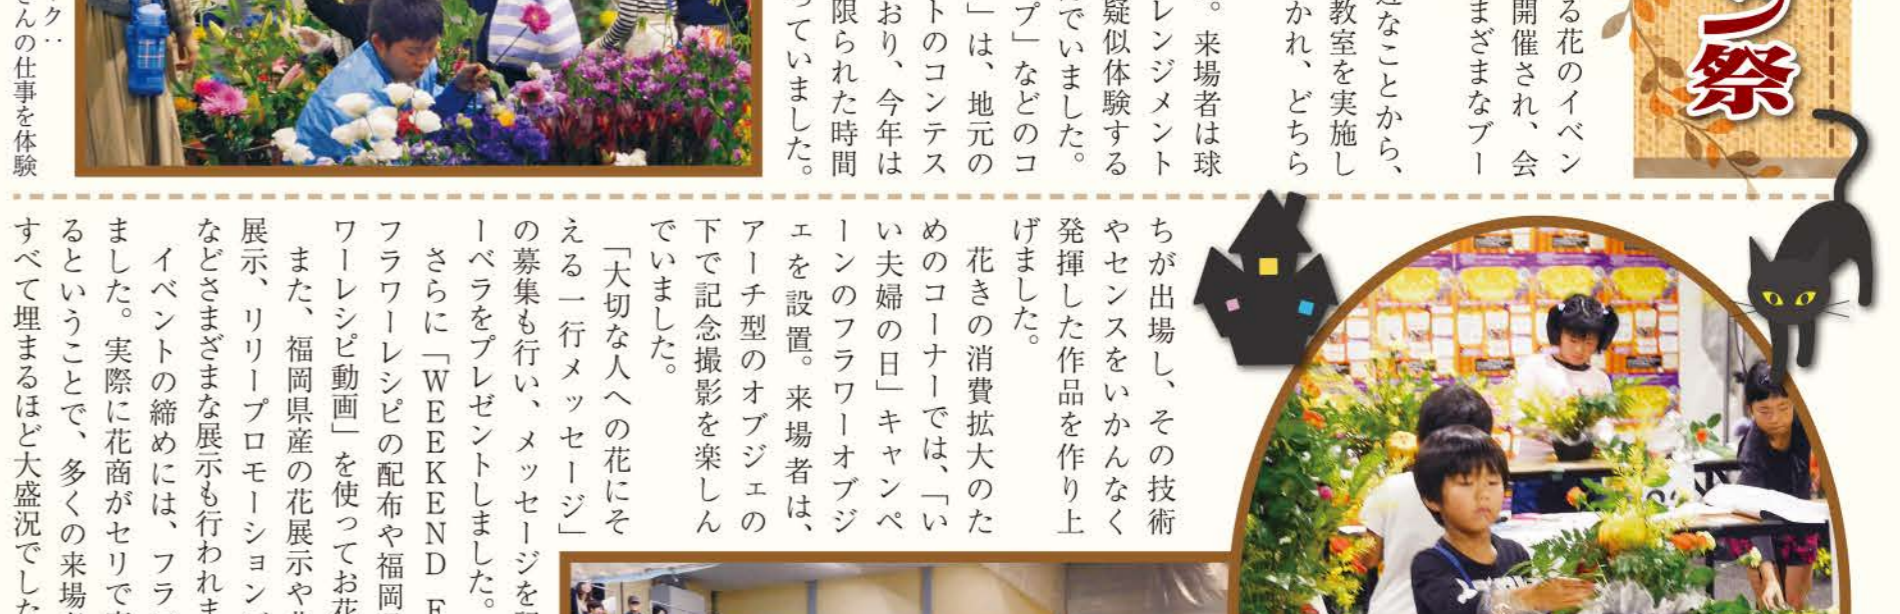 ン祭
る花のイベン
開催され、会
まざまなブー
なことから、
教室を実施し
かれ、どちら
。来場者は球
レンジメント
疑似体験する
でいました。
プ」などのコ
」は、地元の
トのコンテス
おり、今年は
限られた時間
っていました。
ク：
さんの仕事を体験
ちが出場し、その技術
やセンスをいかんなく
発揮した作品を作り上
げました。
花きの消費拡大のた
めのコーナーでは、「い
い夫婦の日」キャンペ
ーンのフラワーオブジ
ェを設置。来場者は、
アーチ型のオブジェの
下で記念撮影を楽しん
でいました。
「大切な人への花にそ
える一行メッセージ」
の募集も行い、メッセージを
ーベラをプレゼントしました。
さらに「WEEKEND
フラワーレシピの配布や福岡
ワーレシピ動画」を使ってお花
また、福岡県産の花展示や
展示、リリープロモーション
などさまざまな展示も行われ
イベントの締めには、フラ
ました。実際に花商がセリで
るということで、多くの来場
すべて埋まるほど大盛況でした